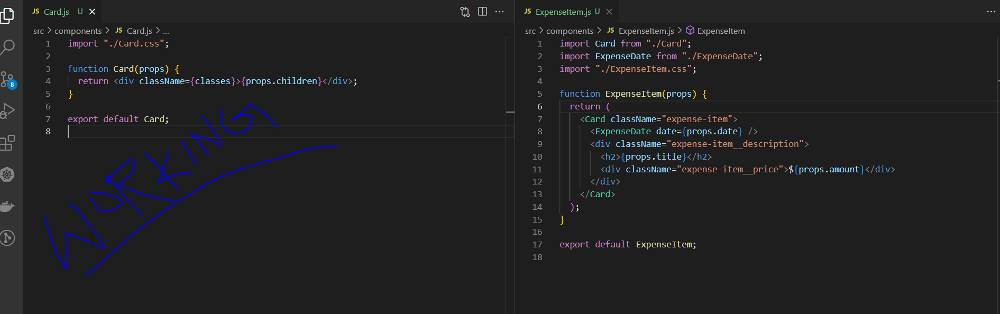 JS Card.js U
src > components > JS Card.js > ...
1 import "./Card.css";
2
3 function Card(props) {
4 return <div className={classes}>{props.children}</div>;
5 }
6
7 export default Card;
8
WORKING
8
JS ExpenseItem.js U
src > components > JS ExpenseItem.js > ExpenseItem
1 import Card from "./Card";
2 import ExpenseDate from "./ExpenseDate";
3 import "./ExpenseItem.css";
4
5 function ExpenseItem(props) {
6 return (
7 <Card className="expense-item">
8 <ExpenseDate date={props.date} />
9 <div className="expense-item__description">
10 <h2>{props.title}</h2>
11 <div className="expense-item__price">${props.amount}</div>
12 </div>
13 </Card>
14 );
15 }
16
17 export default ExpenseItem;
18